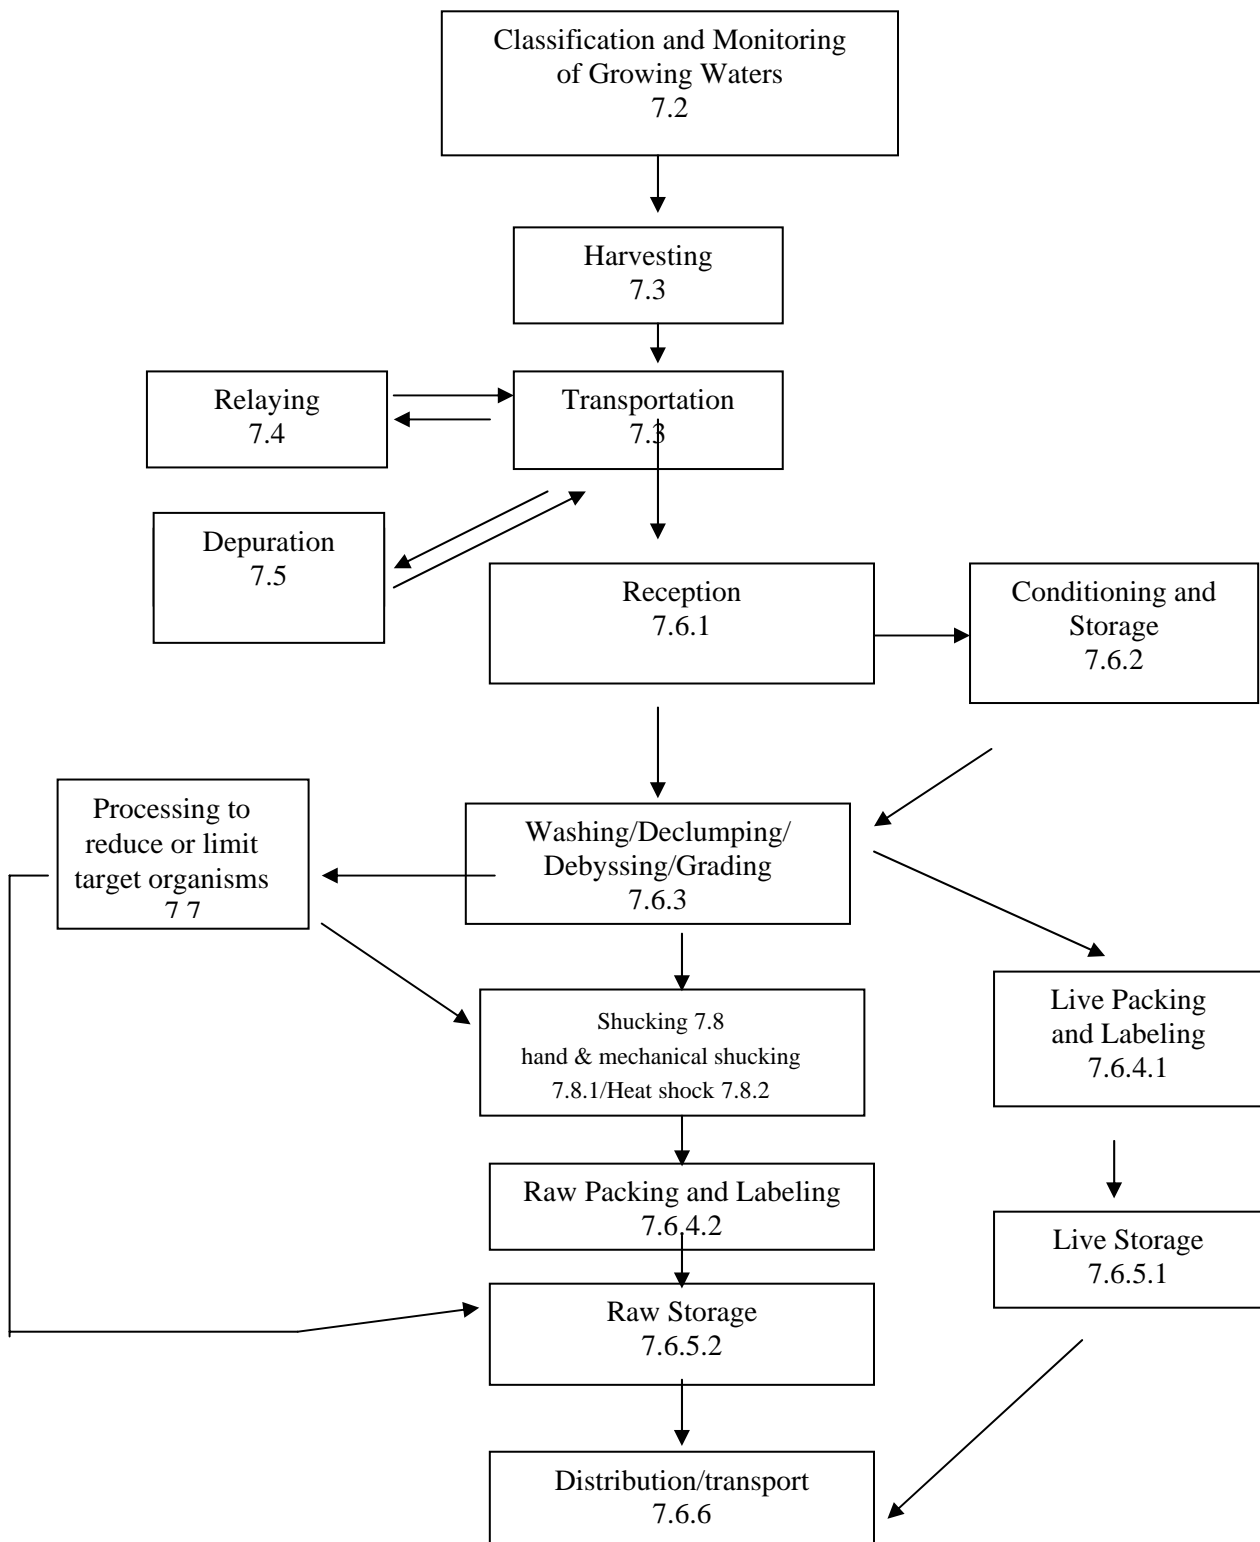 Classification and Monitoring
of Growing Waters
7.2
Harvesting
7.3
Relaying
7.4
Transportation
7.3
Depuration
7.5
Reception
7.6.1
Conditioning and
Storage
7.6.2
Processing to
reduce or limit
target organisms
7 7
Washing/Declumping/
Debyssing/Grading
7.6.3
Shucking 7.8
hand & mechanical shucking
7.8.1/Heat shock 7.8.2
Live Packing
and Labeling
7.6.4.1
Raw Packing and Labeling
7.6.4.2
Live Storage
7.6.5.1
Raw Storage
7.6.5.2
Distribution/transport
7.6.6